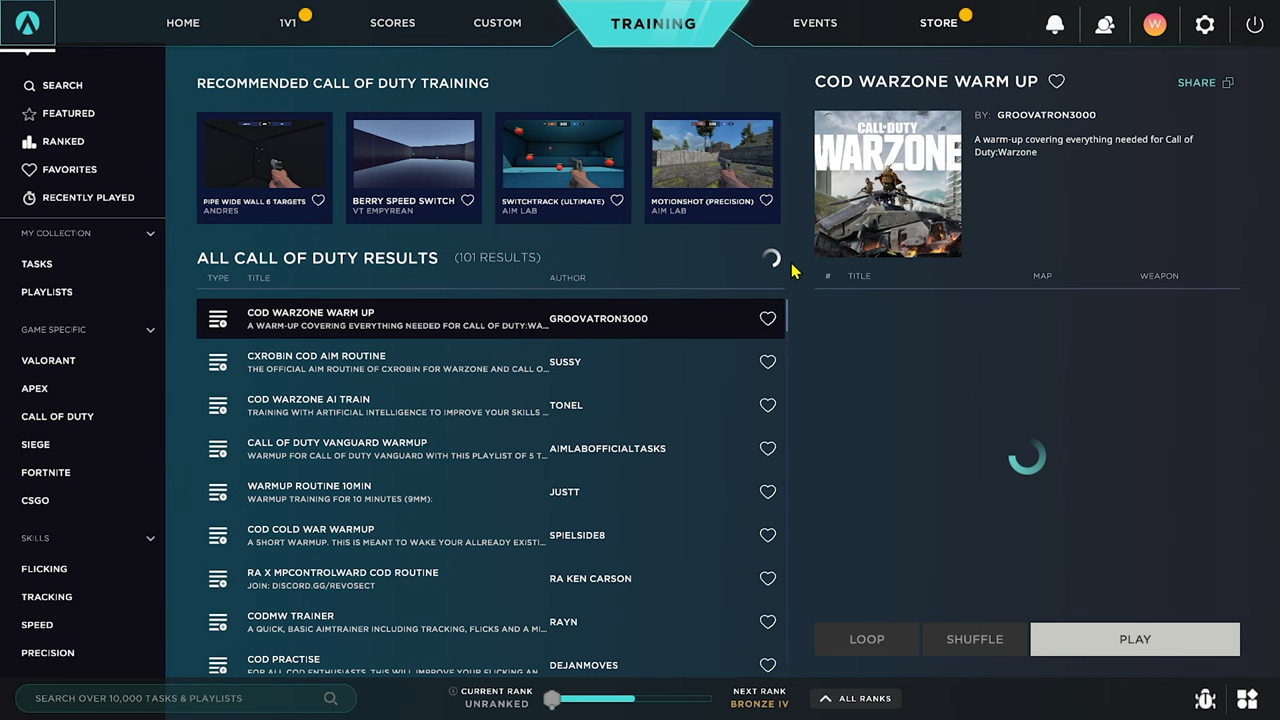 HOME
1V1
SCORES
CUSTOM
TRAINING
EVENTS
STORE
W
SEARCH
FEATURED
RANKED
FAVORITES
RECENTLY PLAYED
MY COLLECTION
TASKS
PLAYLISTS
GAME SPECIFIC
VALORANT
APEX
CALL OF DUTY
SIEGE
FORTNITE
CSGO
SKILLS
FLICKING
TRACKING
SPEED
PRECISION
RECOMMENDED CALL OF DUTY TRAINING
PIPE WIDE WALL 6 TARGETS
ANDRES
BERRY SPEED SWITCH
VT EMPYREAN
SWITCHTRACK (ULTIMATE)
AIM LAB
MOTIONSHOT (PRECISION)
AIM LAB
ALL CALL OF DUTY RESULTS (101 RESULTS)
TYPE TITLE AUTHOR
COD WARZONE WARM UP
A WARM-UP COVERING EVERYTHING NEEDED FOR CALL OF DUTY:WA...
GROOVATRON3000
CXROBIN COD AIM ROUTINE
THE OFFICIAL AIM ROUTINE OF CXROBIN FOR WARZONE AND CALL O...
SUSSY
COD WARZONE AI TRAIN
TRAINING WITH ARTIFICIAL INTELLIGENCE TO IMPROVE YOUR SKILLS ...
TONEL
CALL OF DUTY VANGUARD WARMUP
WARMUP FOR CALL OF DUTY VANGUARD WITH THIS PLAYLIST OF 5 T...
AIMLABOFFICIALTASKS
WARMUP ROUTINE 10MIN
WARMUP TRAINING FOR 10 MINUTES (9MM):
JUSTT
COD COLD WAR WARMUP
A SHORT WARMUP. THIS IS MEANT TO WAKE YOUR ALLREADY EXISTI...
SPIELSIDE8
RA X MPCONTROLWARD COD ROUTINE
JOIN: DISCORD.GG/REVOSECT
RA KEN CARSON
CODMW TRAINER
A QUICK, BASIC AIMTRAINER INCLUDING TRACKING, FLICKS AND A MI...
RAYN
COD PRACTISE
FOR ALL COD ENTHUSIASTS. THIS WILL IMPROVE YOUR FLICKING AN...
DEJANMOVES
COD WARZONE WARM UP
SHARE
CALL OF DUTY
WARZONE
BY: GROOVATRON3000
A warm-up covering everything needed for Call of
Duty:Warzone
# TITLE MAP WEAPON
LOOP
SHUFFLE
PLAY
SEARCH OVER 10,000 TASKS & PLAYLISTS
CURRENT RANK
UNRANKED
NEXT RANK
BRONZE IV
ALL RANKS